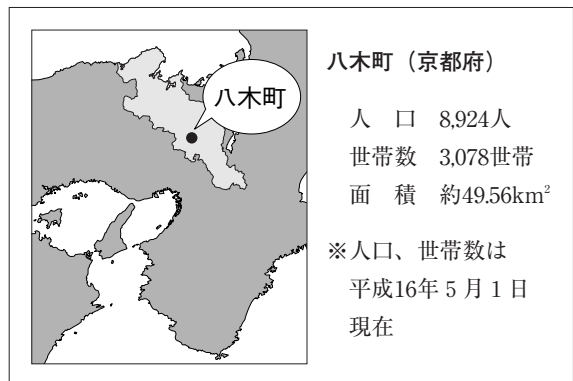 八木町
八木町（京都府）
人　口　8,924人
世帯数　3,078世帯
面　積　約49.56km²
※人口、世帯数は
平成16年５月１日
現在